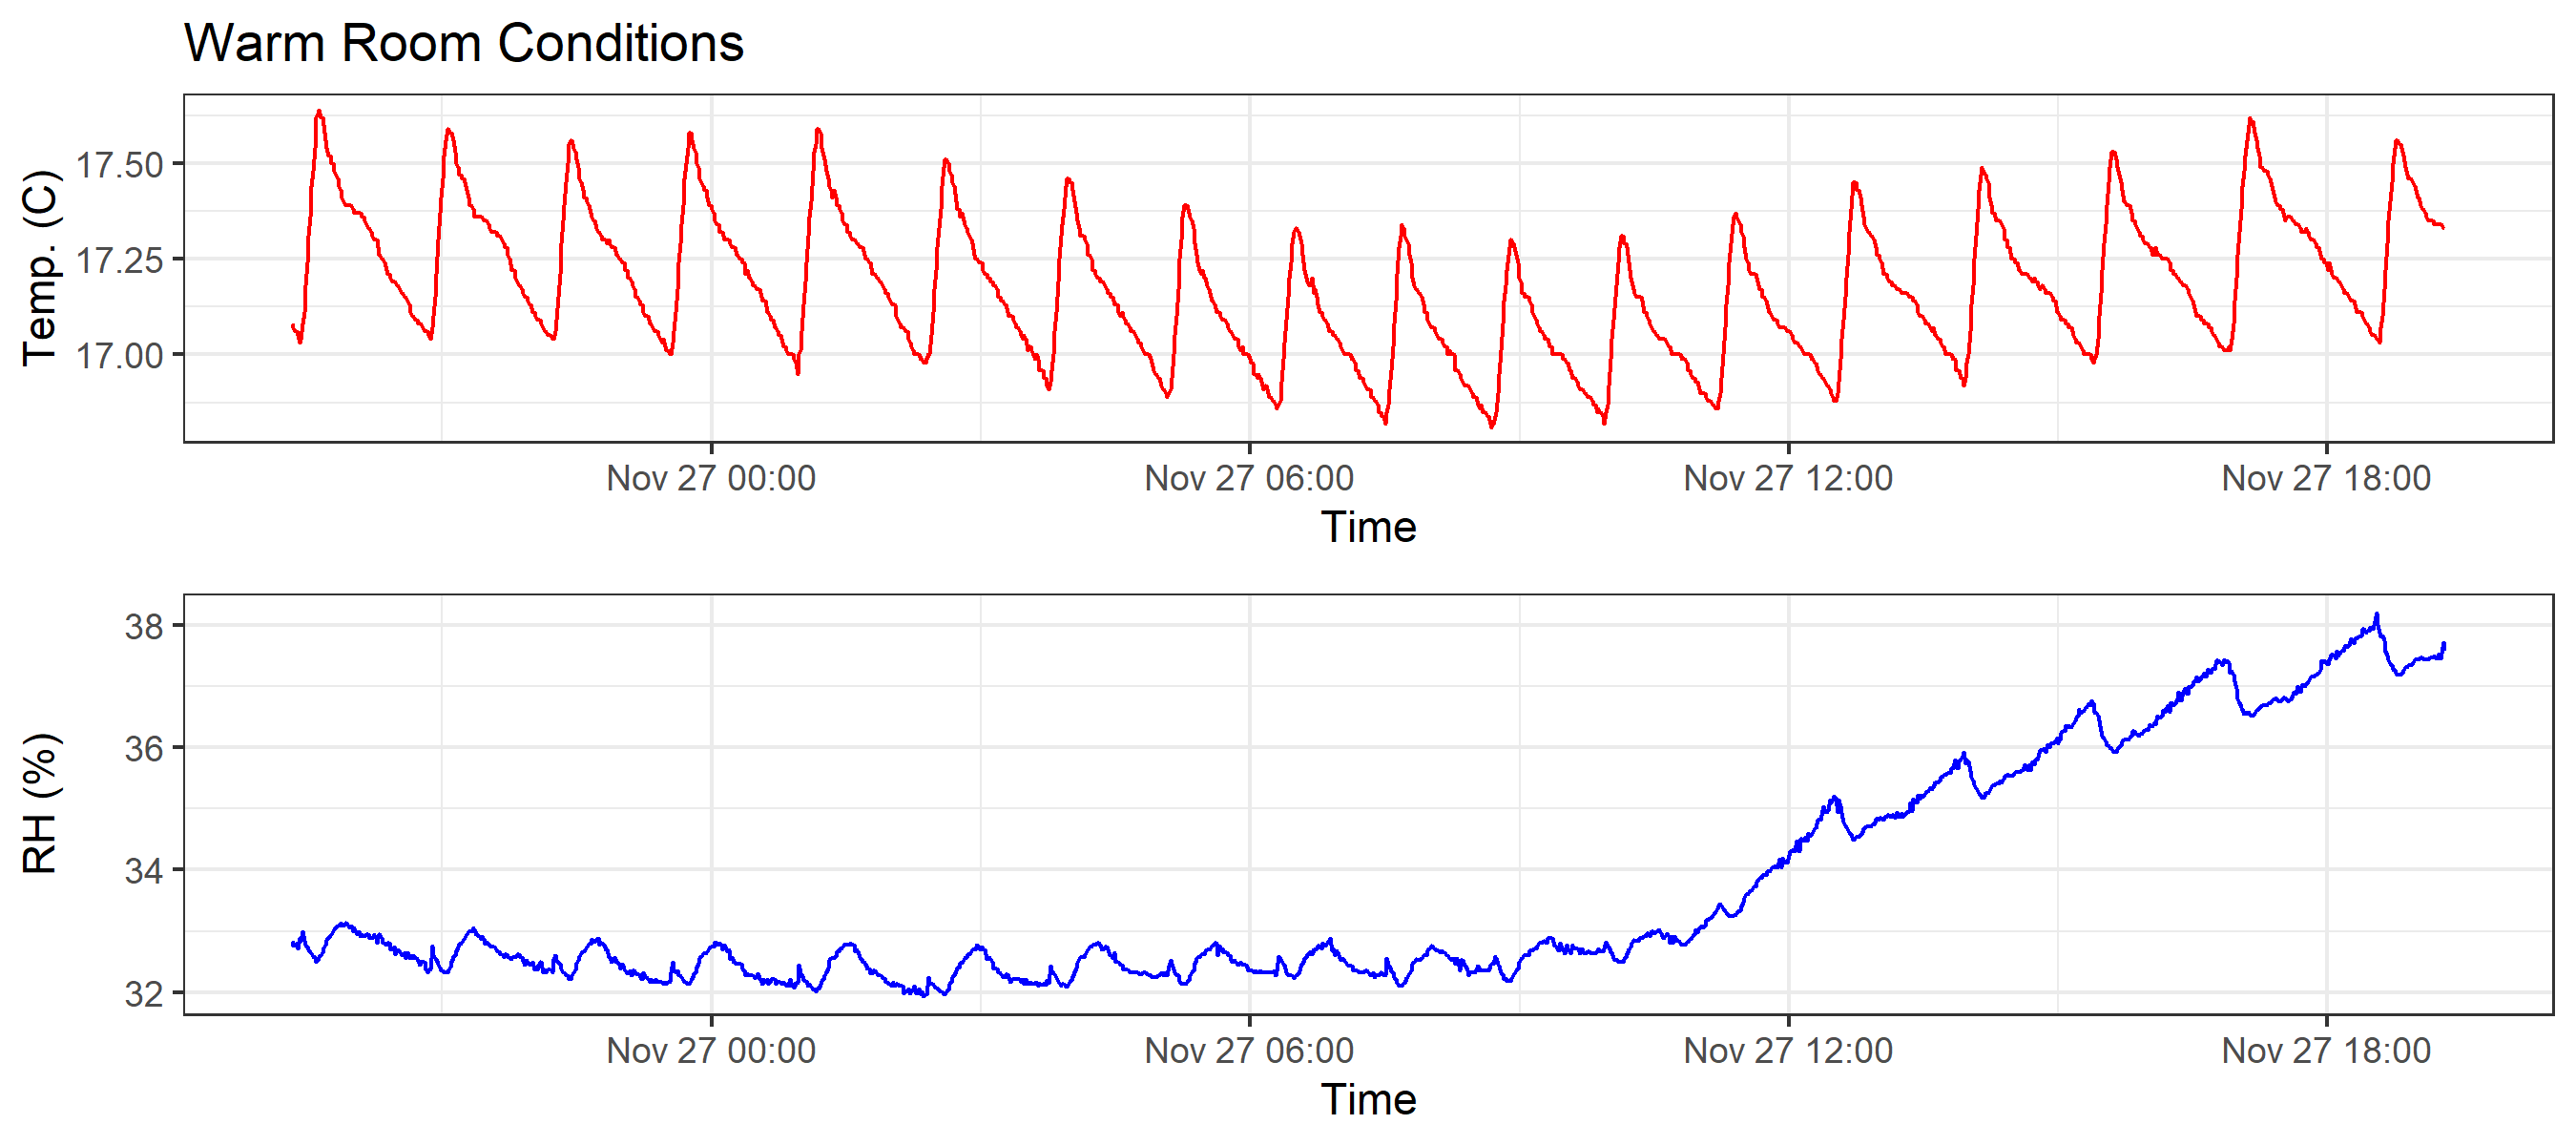 Warm Room Conditions
Temp. (C)
17.50
17.25
17.00
Nov 27 00:00 Nov 27 06:00 Nov 27 12:00 Nov 27 18:00
Time
RH (%)
38
36
34
32
Nov 27 00:00 Nov 27 06:00 Nov 27 12:00 Nov 27 18:00
Time